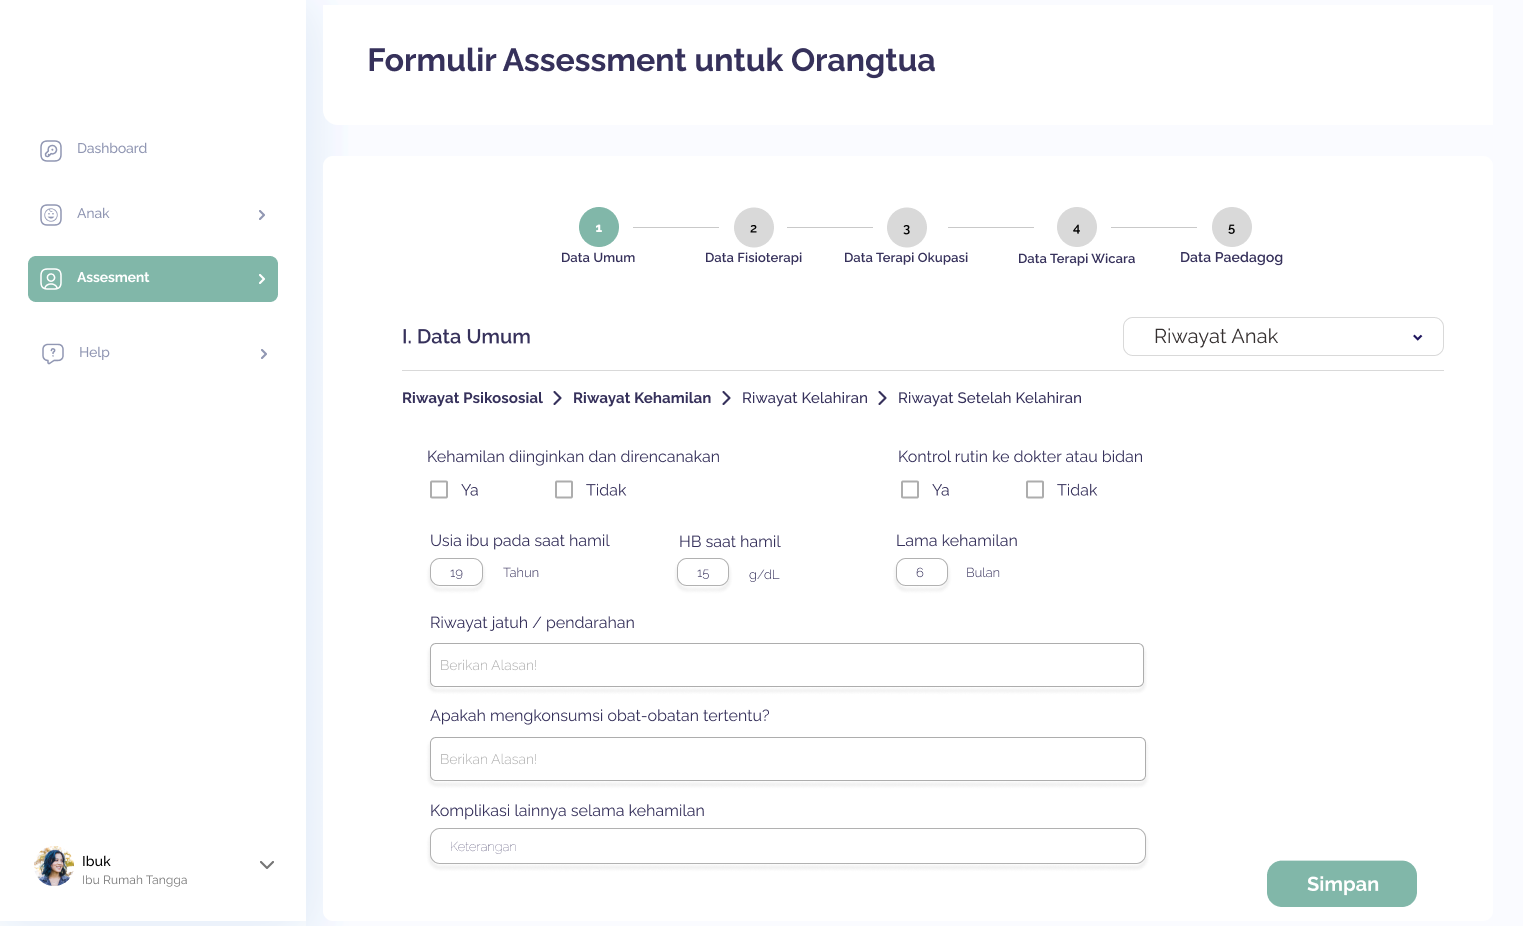 Formulir Assessment untuk Orangtua
Dashboard
Anak
Assesment
Help
Ibuk
Ibu Rumah Tangga
1
2
3
4
5
Data Umum
Data Fisioterapi
Data Terapi Okupasi
Data Terapi Wicara
Data Paedagog
I. Data Umum
Riwayat Anak
Riwayat Psikososial
Riwayat Kehamilan
Riwayat Kelahiran
Riwayat Setelah Kelahiran
Kehamilan diinginkan dan direncanakan
Ya
Tidak
Kontrol rutin ke dokter atau bidan
Ya
Tidak
Usia ibu pada saat hamil
19
Tahun
HB saat hamil
15
g/dL
Lama kehamilan
6
Bulan
Riwayat jatuh / pendarahan
Berikan Alasan!
Apakah mengkonsumsi obat-obatan tertentu?
Berikan Alasan!
Komplikasi lainnya selama kehamilan
Keterangan
Simpan